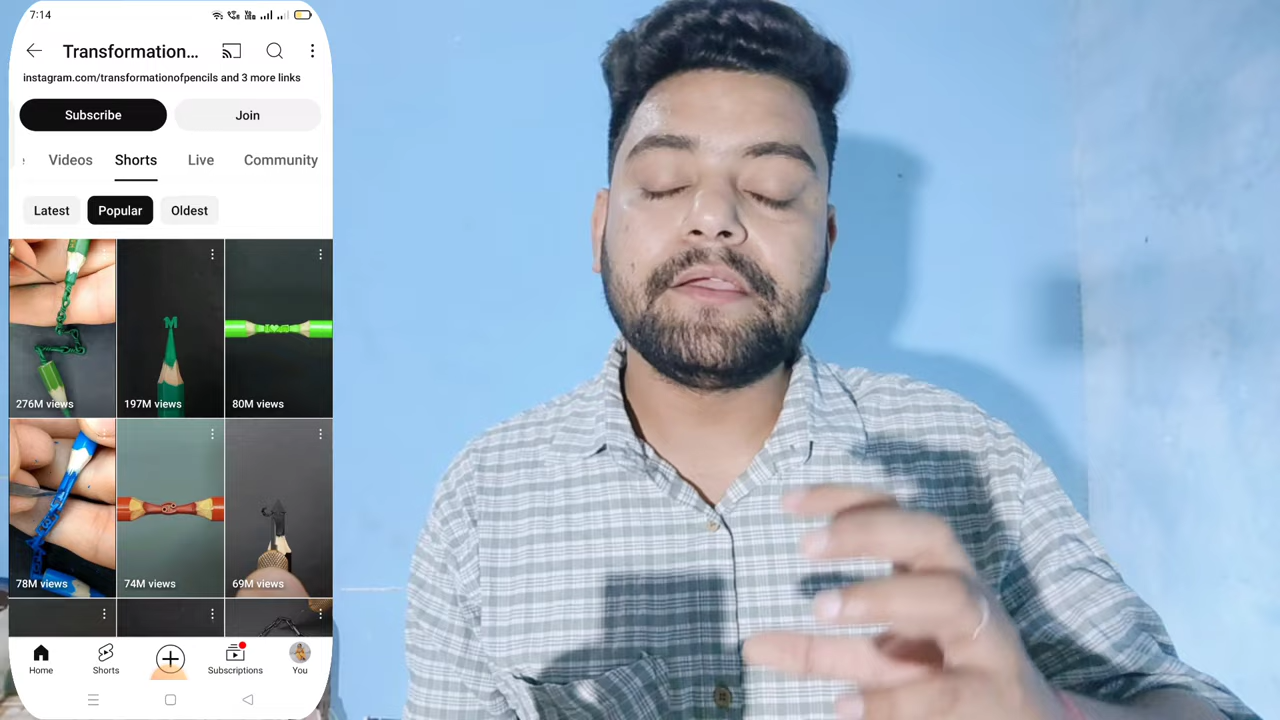 7:14
Transformation...
instagram.com/transformationofpencils and 3 more links
Subscribe
Join
Videos
Shorts
Live
Community
Latest
Popular
Oldest
M
276M views
197M views
80M views
78M views
74M views
69M views
Home
Shorts
Subscriptions
You